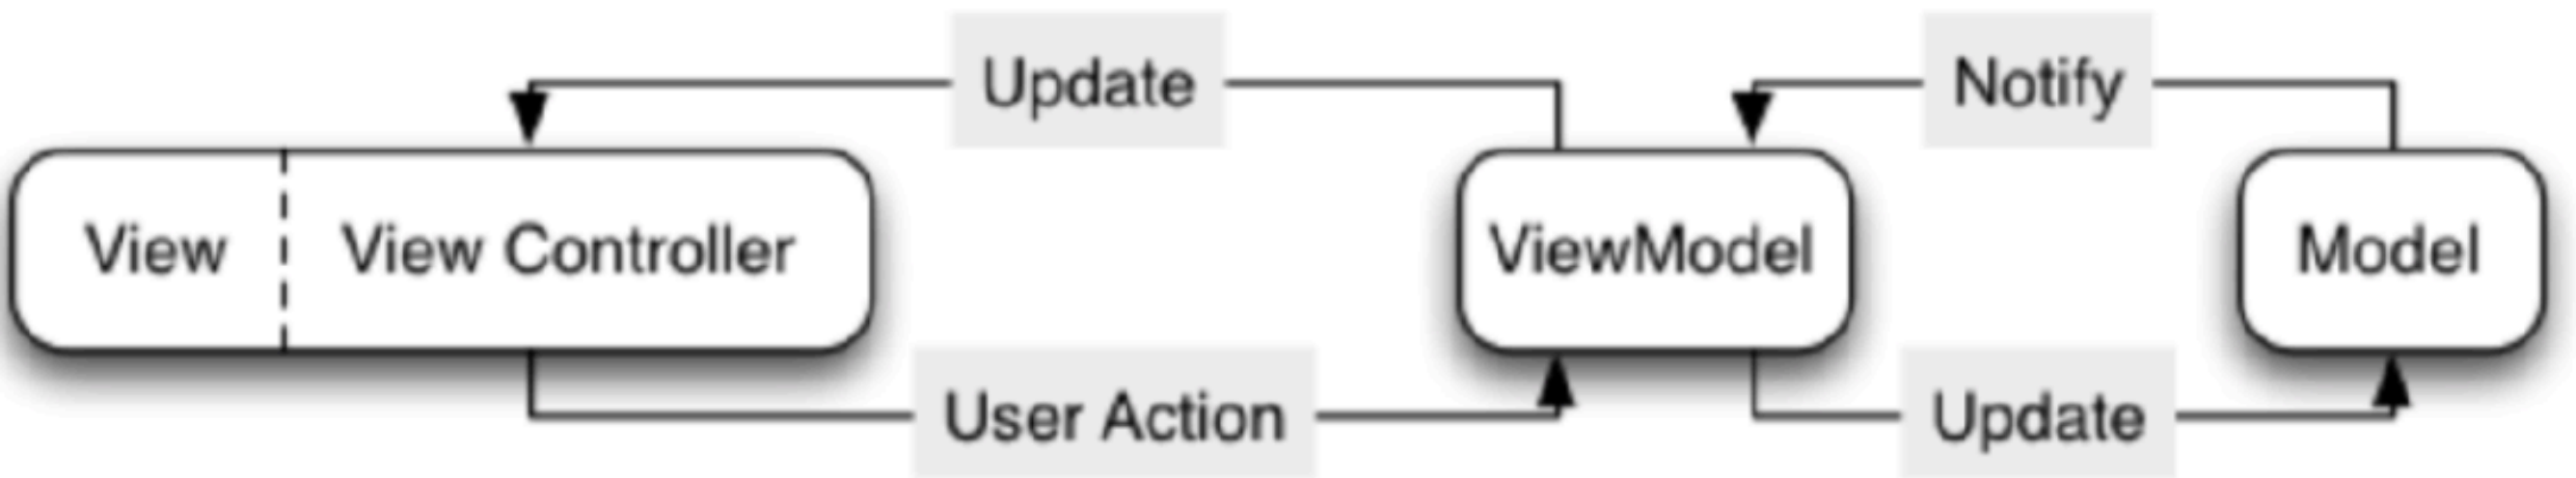 Update
Notify
View
View Controller
ViewModel
Model
User Action
Update